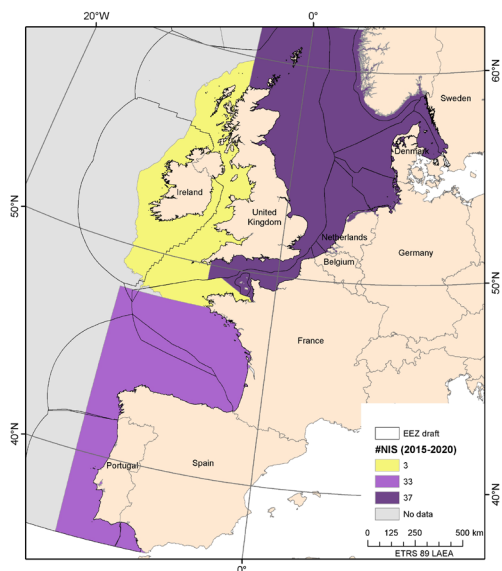 20°W
0°
60°N
Sweden
Denmark
Ireland
United
Kingdom
50°N
Netherlands
Belgium
Germany
50°N
France
40°N
Portugal
Spain
40°N
0°
EEZ draft
#NIS (2015-2020)
3
33
37
No data
0 125 250 500 km
ETRS 89 LAEA